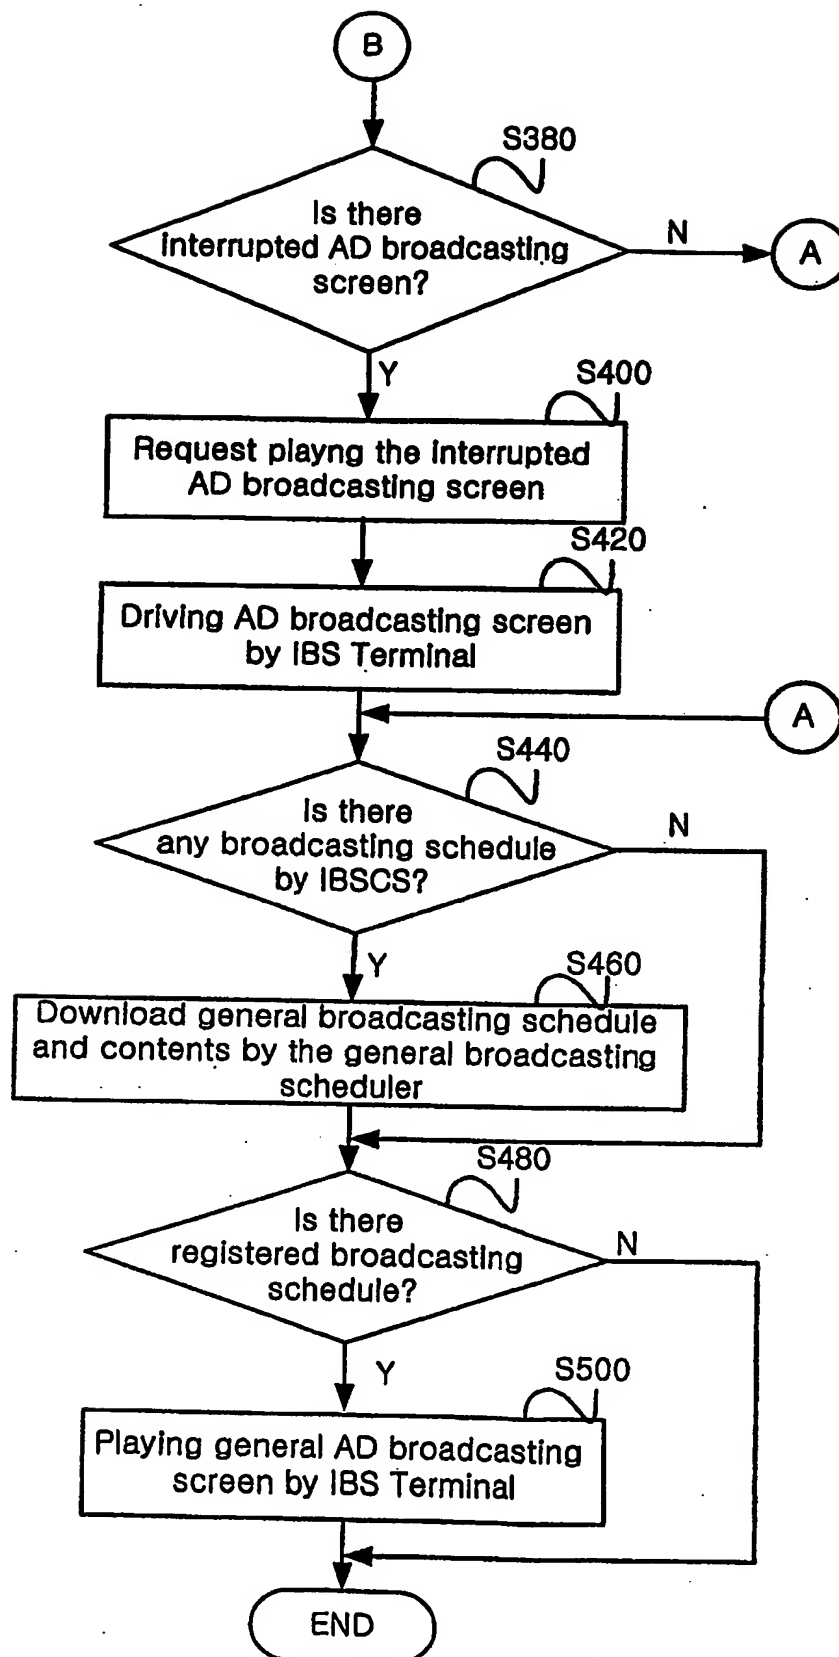 B
S380
Is there
interrupted AD broadcasting
screen?
N
A
Y
S400
Request playng the interrupted
AD broadcasting screen
S420
Driving AD broadcasting screen
by IBS Terminal
A
S440
Is there
any broadcasting schedule
by IBSCS?
N
Y
S460
Download general broadcasting schedule
and contents by the general broadcasting
scheduler
S480
Is there
registered broadcasting
schedule?
N
Y
S500
Playing general AD broadcasting
screen by IBS Terminal
END